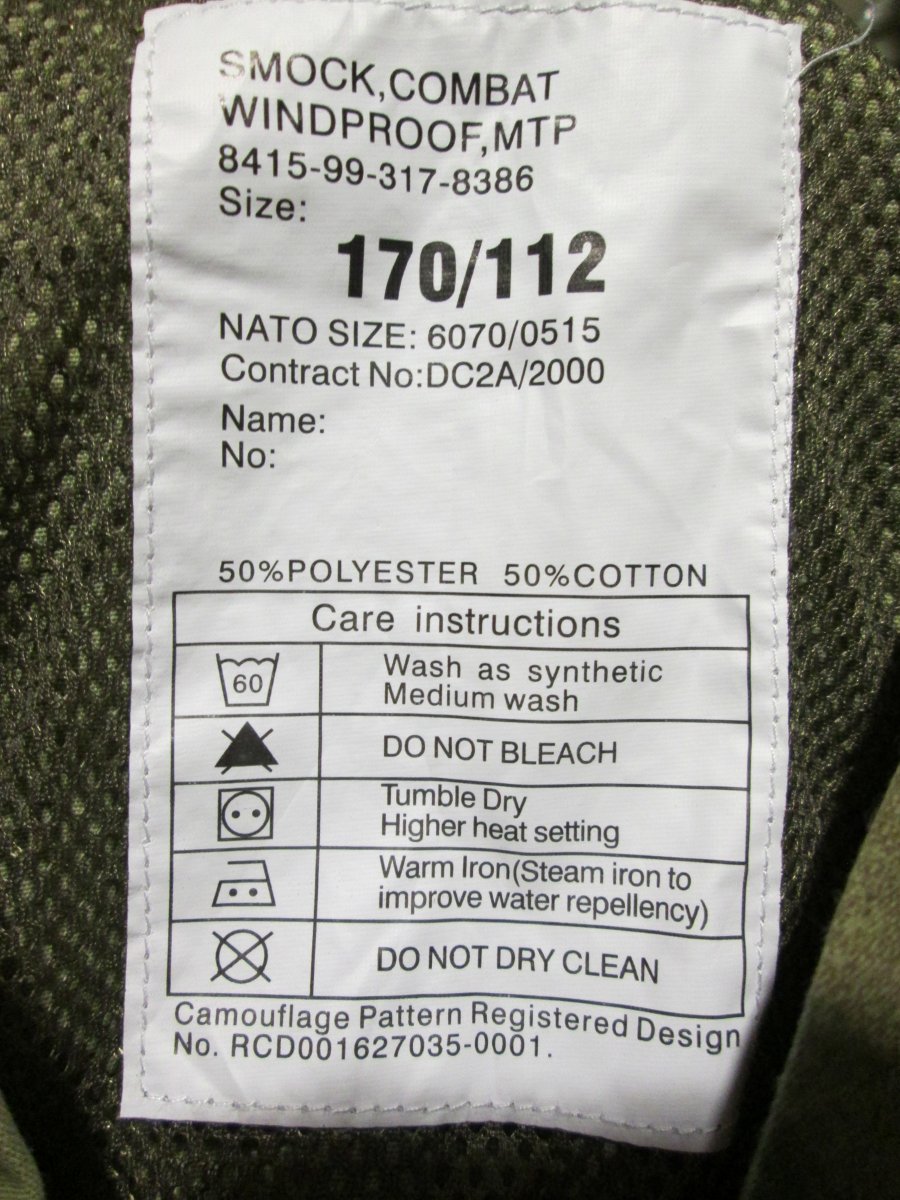 SMOCK,COMBAT
WINDPROOF,MTP
8415-99-317-8386
Size:
170/112
NATO SIZE: 6070/0515
Contract No:DC2A/2000
Name:
No:
50%POLYESTER 50%COTTON
Care instructions
60
Wash as synthetic
Medium wash
DO NOT BLEACH
Tumble Dry
Higher heat setting
Warm Iron(Steam iron to
improve water repellency)
DO NOT DRY CLEAN
Camouflage Pattern Registered Design
No. RCD001627035-0001.